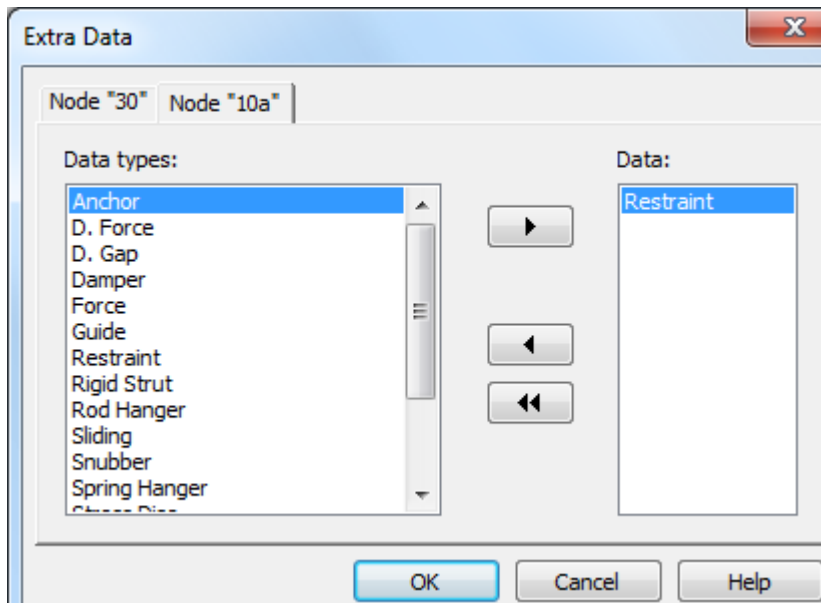 Extra Data
Node "30"
Node "10a"
Data types:
Data:
Anchor
D. Force
D. Gap
Damper
Force
Guide
Restraint
Rigid Strut
Rod Hanger
Sliding
Snubber
Spring Hanger
Restraint
OK
Cancel
Help